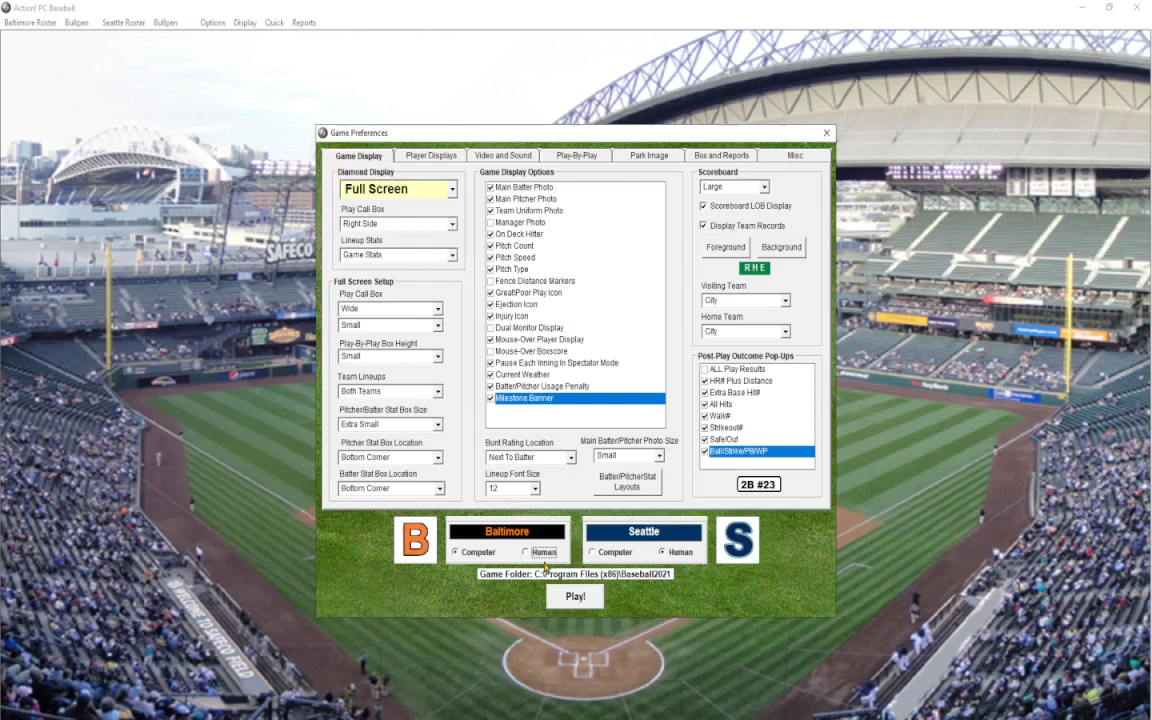 Action! PC Baseball
Baltimore Roster Bullpen Seattle Roster Bullpen Options Display Quick Reports
Game Preferences
Game Display Player Displays Video and Sound Play-By-Play Park Image Box and Reports Misc
Diamond Display
Full Screen
Play Call Box
Right Side
Lineup Stats
Game Stats
Full Screen Setup
Play Call Box
Wide
Small
Play-By-Play Box Height
Small
Team Lineups
Both Teams
Pitcher/Batter Stat Box Size
Extra Small
Pitcher Stat Box Location
Bottom Corner
Batter Stat Box Location
Bottom Corner
Game Display Options
Main Batter Photo
Main Pitcher Photo
Team Uniform Photo
Manager Photo
On Deck Hitter
Pitch Count
Pitch Speed
Pitch Type
Fence Distance Markers
Great\Poor Play Icon
Ejection Icon
Injury Icon
Dual Monitor Display
Mouse-Over Player Display
Mouse-Over Boxscore
Pause Each Inning In Spectator Mode
Current Weather
Batter/Pitcher Usage Penalty
Milestone Banner
Bunt Rating Location
Next To Batter
Lineup Font Size
12
Main Batter/Pitcher Photo Size
Small
Batter/PitcherStat
Layouts
Scoreboard
Large
Scoreboard LOB Display
Display Team Records
Foreground Background
R H E
Visiting Team
City
Home Team
City
Post-Play Outcome Pop-Ups
ALL Play Results
HR# Plus Distance
Extra Base Hit#
All Hits
Walk#
Strikeout#
Safe/Out
Ball/Strike/PB/WP
2B #23
B
Baltimore
Computer Human
Seattle
Computer Human
S
Game Folder: C:\Program Files (x86)\Baseball2021
Play!
SAFECO
WELCOME TO SAFECO FIELD